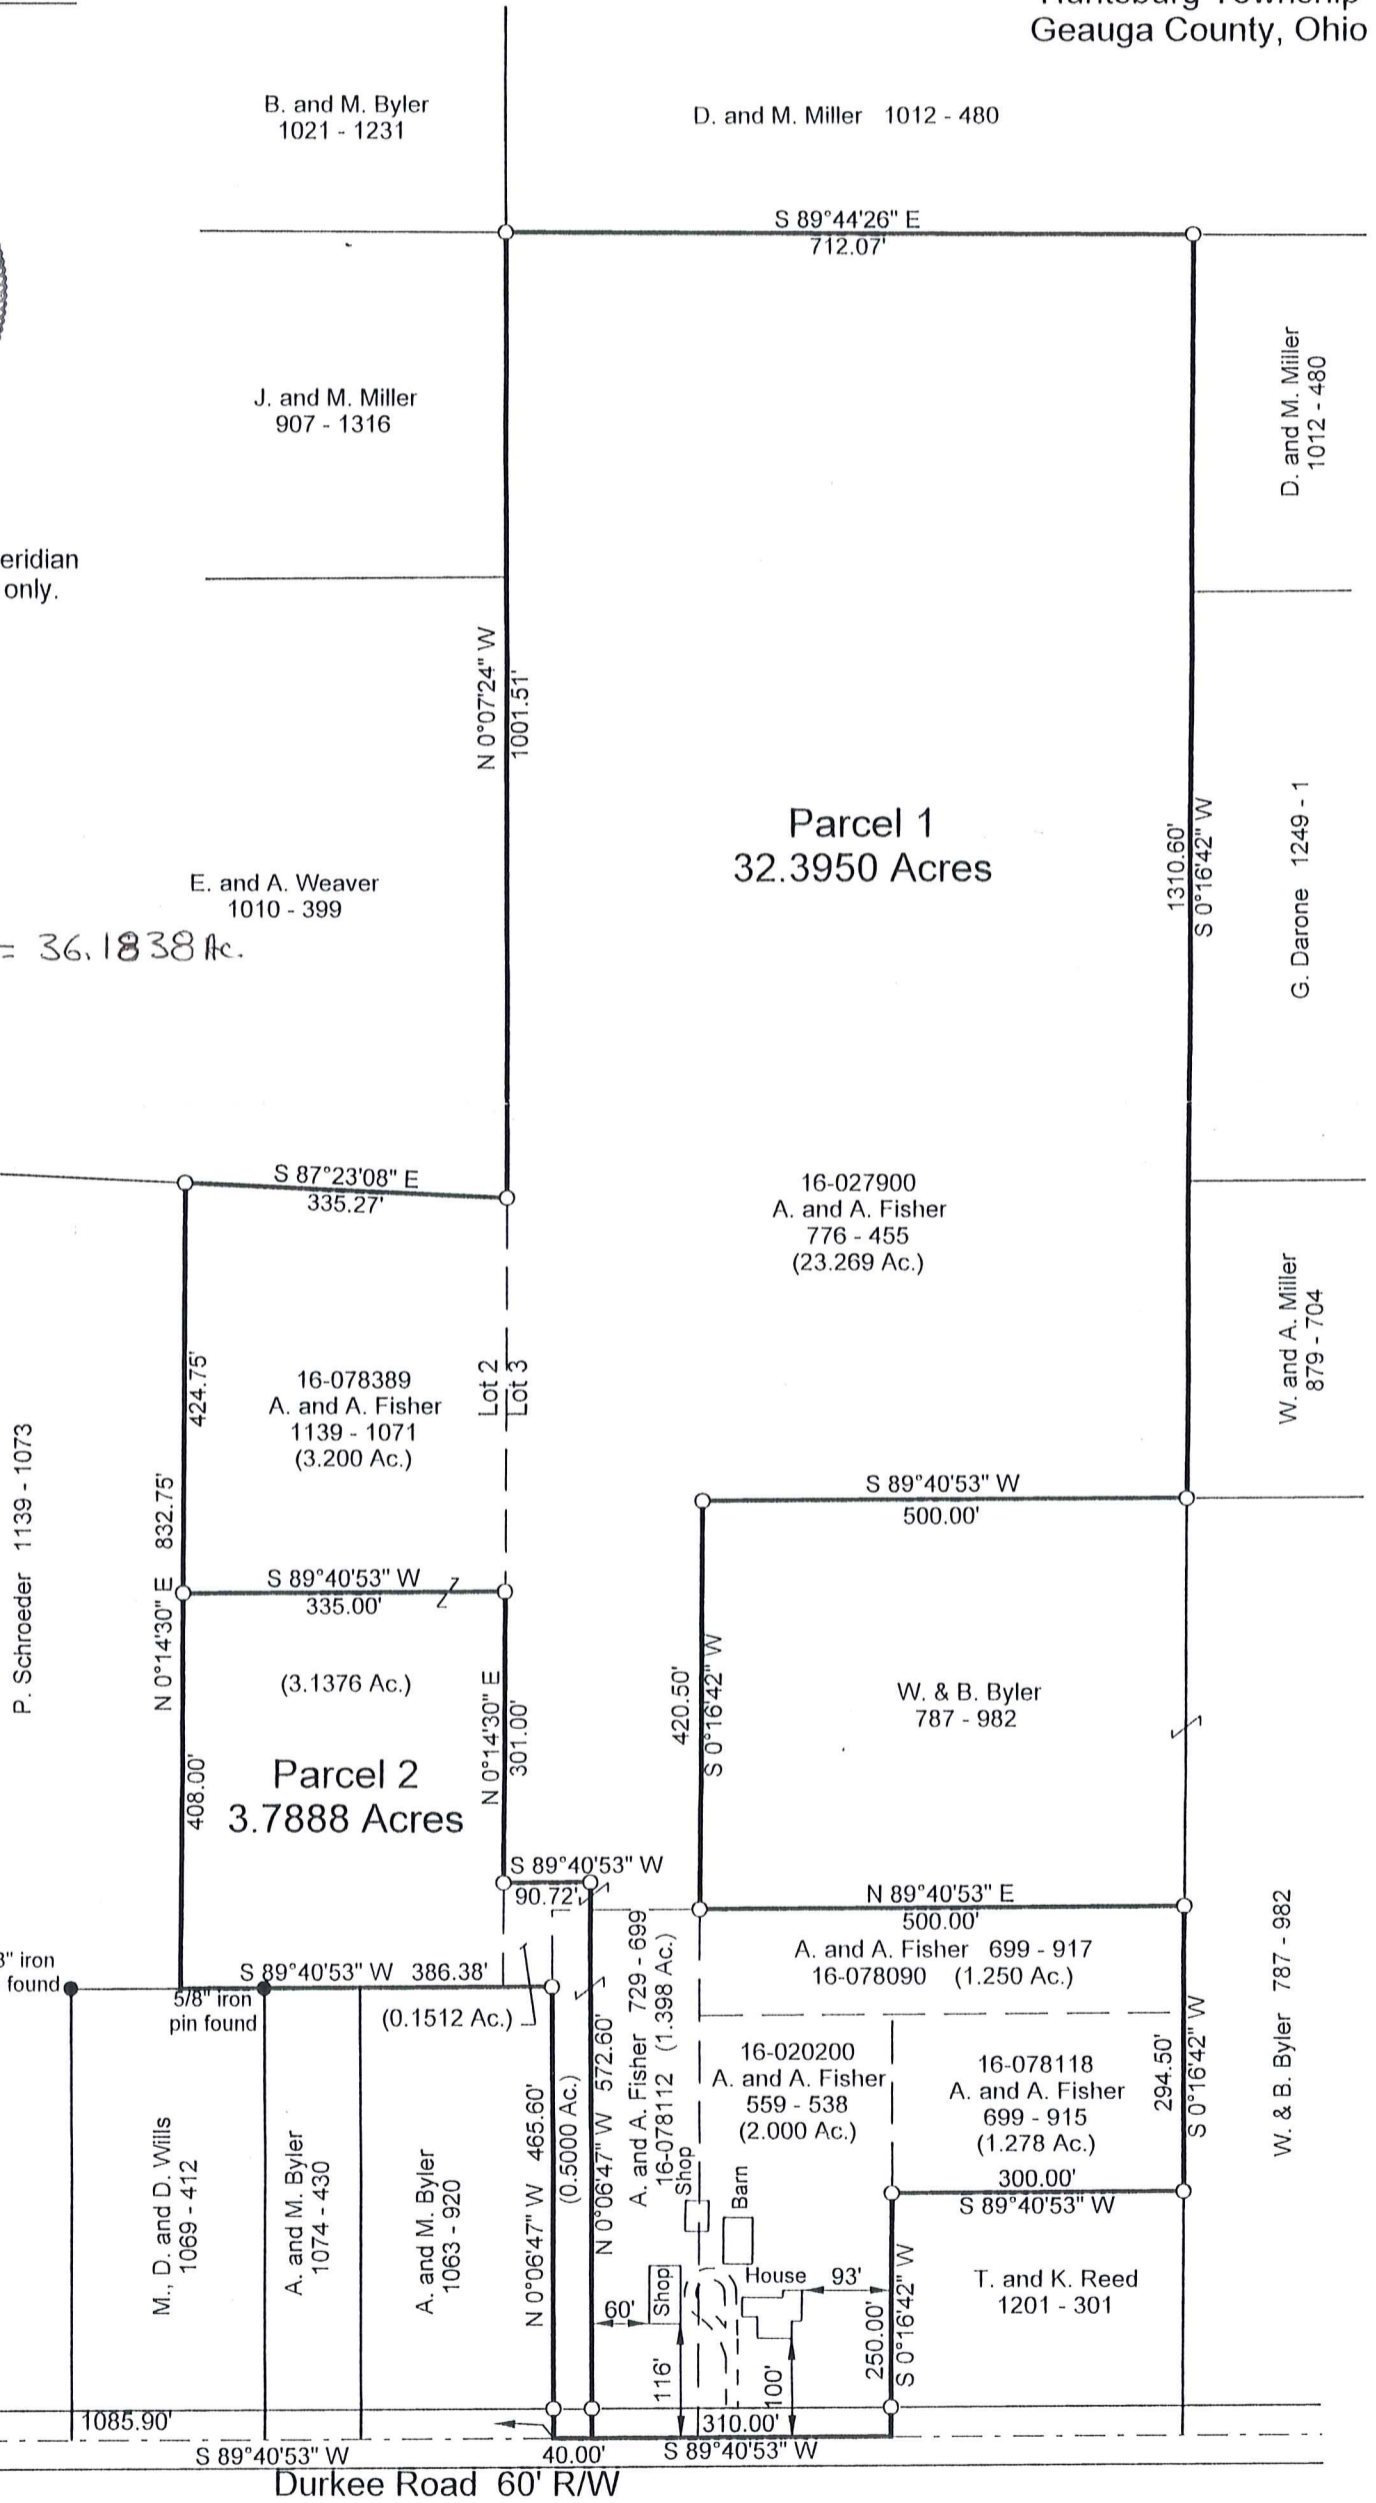 Geauga County, Ohio
B. and M. Byler
1021 - 1231
D. and M. Miller 1012 - 480
S 89°44'26" E
712.07'
J. and M. Miller
907 - 1316
D. and M. Miller
1012 - 480
eridian
only.
N 0°07'24" W
1001.51'
Parcel 1
32.3950 Acres
1310.60'
S 0°16'42" W
G. Darone 1249 - 1
E. and A. Weaver
1010 - 399
= 36.1838 Ac.
S 87°23'08" E
335.27'
16-027900
A. and A. Fisher
776 - 455
(23.269 Ac.)
W. and A. Miller
879 - 704
424.75'
16-078389
A. and A. Fisher
1139 - 1071
(3.200 Ac.)
Lot 2
Lot 3
P. Schroeder 1139 - 1073
N 0°14'30" E 832.75'
S 89°40'53" W
500.00'
S 89°40'53" W
335.00'
(3.1376 Ac.)
N 0°14'30" E
301.00'
420.50'
S 0°16'42" W
W. & B. Byler
787 - 982
408.00'
Parcel 2
3.7888 Acres
S 89°40'53" W
90.72'
N 89°40'53" E
500.00'
A. and A. Fisher 699 - 917
16-078090 (1.250 Ac.)
8" iron
found
S 89°40'53" W 386.38'
5/8" iron
pin found
(0.1512 Ac.)
A. and A. Fisher 729 - 699
16-078112 (1.398 Ac.)
16-020200
A. and A. Fisher
559 - 538
(2.000 Ac.)
16-078118
A. and A. Fisher
699 - 915
(1.278 Ac.)
294.50'
S 0°16'42" W
W. & B. Byler 787 - 982
300.00'
S 89°40'53" W
M., D. and D. Wills
1069 - 412
A. and M. Byler
1074 - 430
A. and M. Byler
1063 - 920
N 0°06'47" W 465.60'
(0.5000 Ac.)
N 0°06'47" W 572.60'
Shop
Barn
Shop
House
93'
60'
116'
100'
250.00'
S 0°16'42" W
T. and K. Reed
1201 - 301
1085.90'
310.00'
S 89°40'53" W
40.00'
S 89°40'53" W
Durkee Road 60' R/W